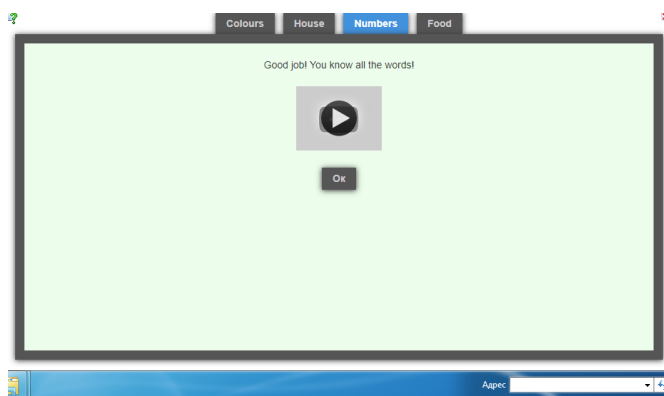 Colours House Numbers Food
Good job! You know all the words!
Ок
Адрес